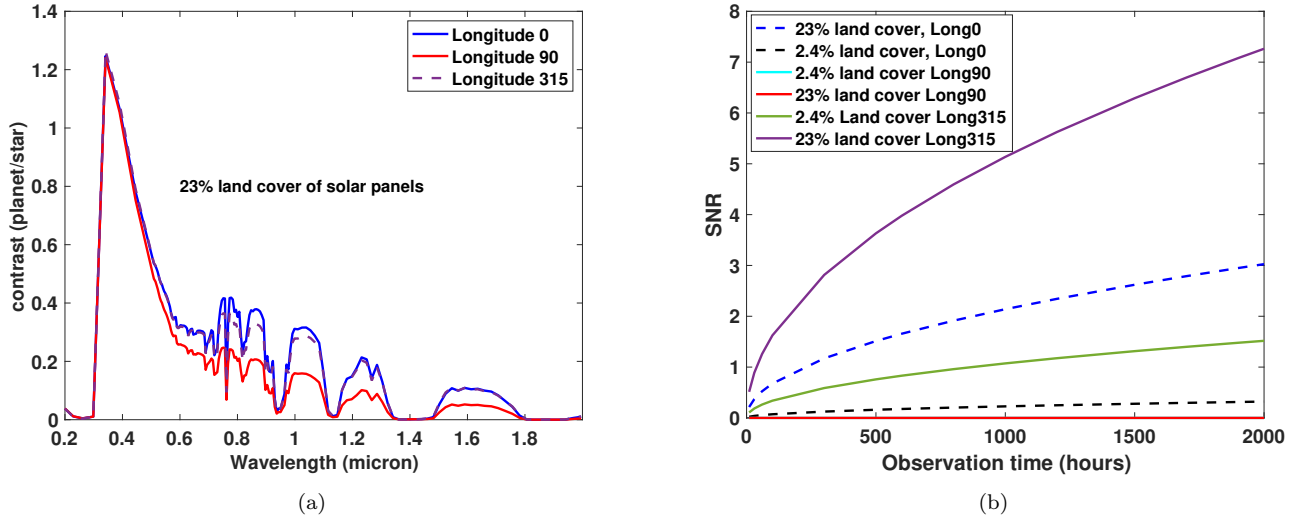 1.4
1.2
1
0.8
0.6
0.4
0.2
0
contrast (planet/star)
Longitude 0
Longitude 90
Longitude 315
23% land cover of solar panels
0.2 0.4 0.6 0.8 1 1.2 1.4 1.6 1.8
Wavelength (micron)
(a)
8
7
6
5
4
3
2
1
0
SNR
23% land cover, Long0
2.4% land cover, Long0
2.4% land cover Long90
23% land cover Long90
2.4% Land cover Long315
23% land cover Long315
0 500 1000 1500 2000
Observation time (hours)
(b)